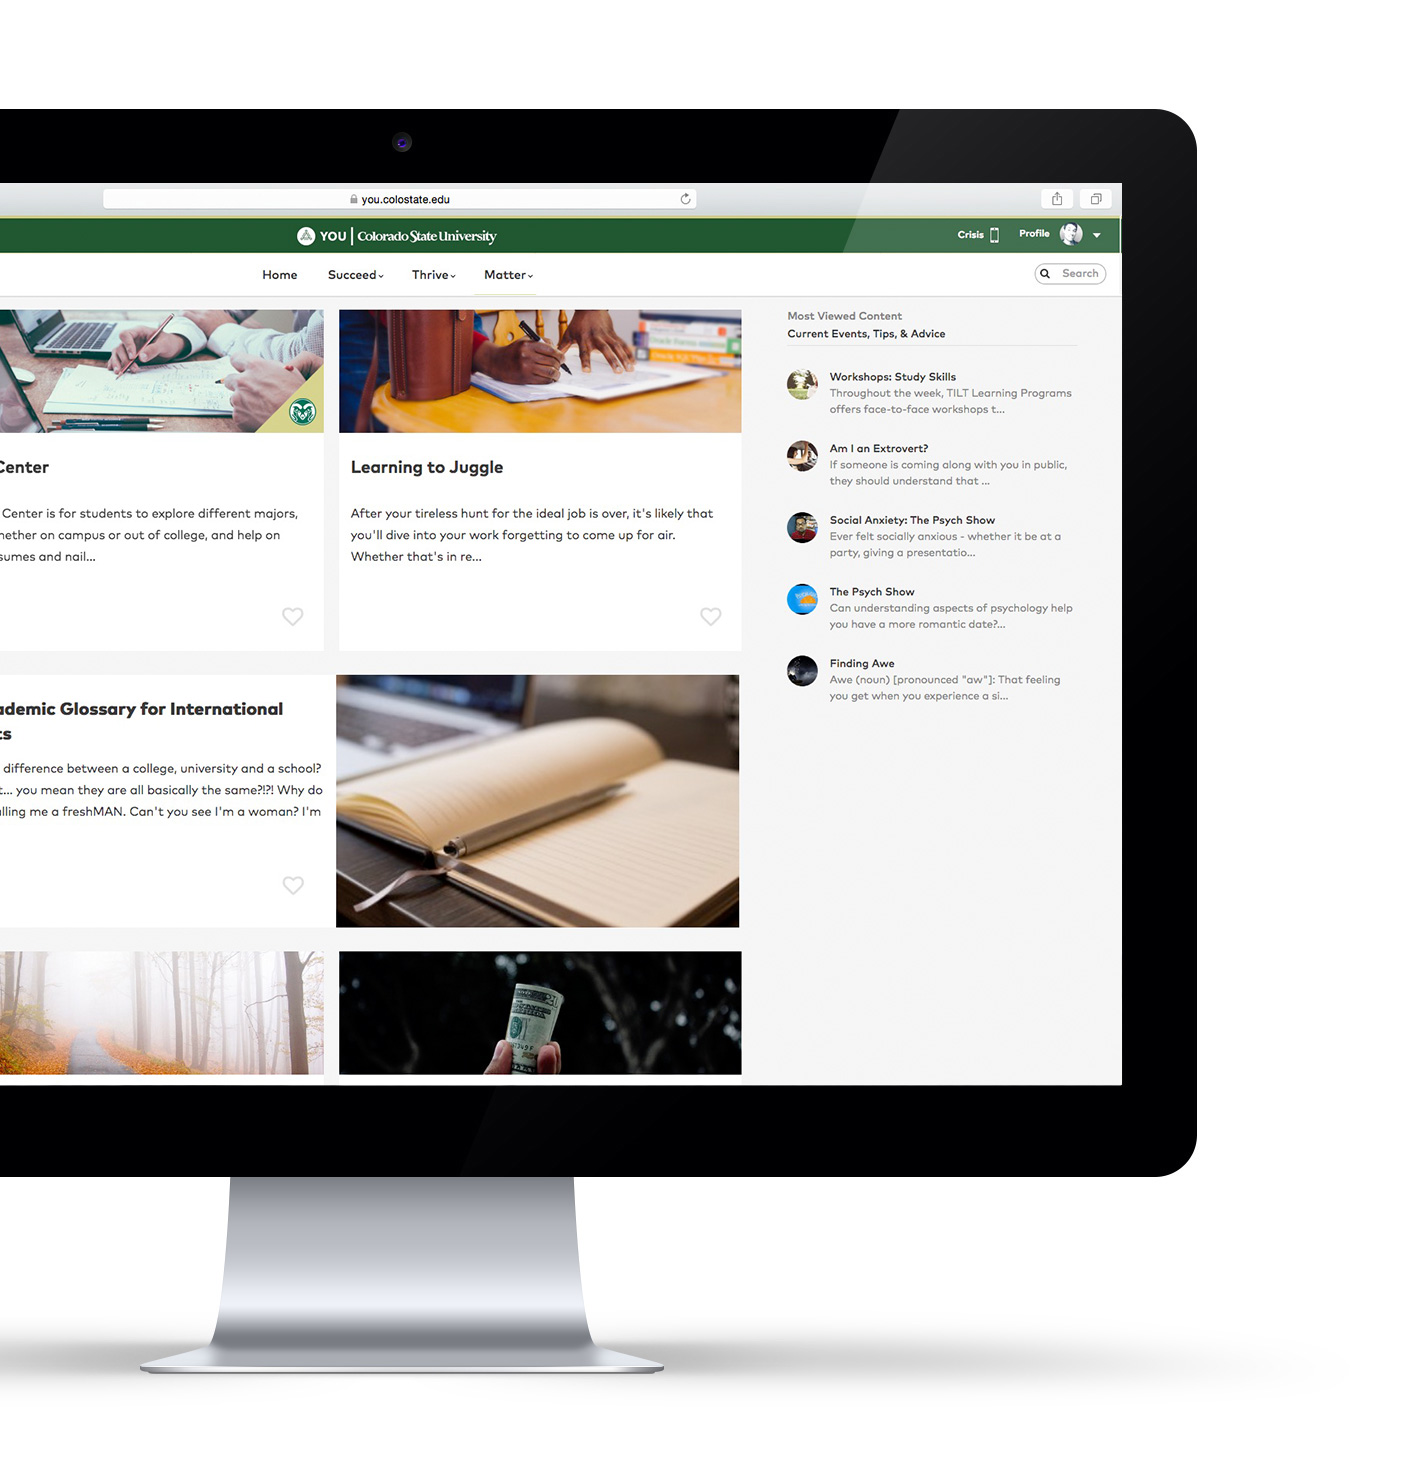 you.colostate.edu
YOU | Colorado State University
Crisis
Profile
Home
Succeed
Thrive
Matter
Search
Center
Center is for students to explore different majors,
hether on campus or out of college, and help on
sumes and nail...
Learning to Juggle
After your tireless hunt for the ideal job is over, it's likely that
you'll dive into your work forgetting to come up for air.
Whether that's in re...
ademic Glossary for International
ts
difference between a college, university and a school?
t... you mean they are all basically the same?!?! Why do
lling me a freshMAN. Can't you see I'm a woman? I'm
Most Viewed Content
Current Events, Tips, & Advice
Workshops: Study Skills
Throughout the week, TILT Learning Programs
offers face-to-face workshops t...
Am I an Extrovert?
If someone is coming along with you in public,
they should understand that ...
Social Anxiety: The Psych Show
Ever felt socially anxious - whether it be at a
party, giving a presentatio...
The Psych Show
Can understanding aspects of psychology help
you have a more romantic date?...
Finding Awe
Awe (noun) [pronounced "aw"]: That feeling
you get when you experience a si...